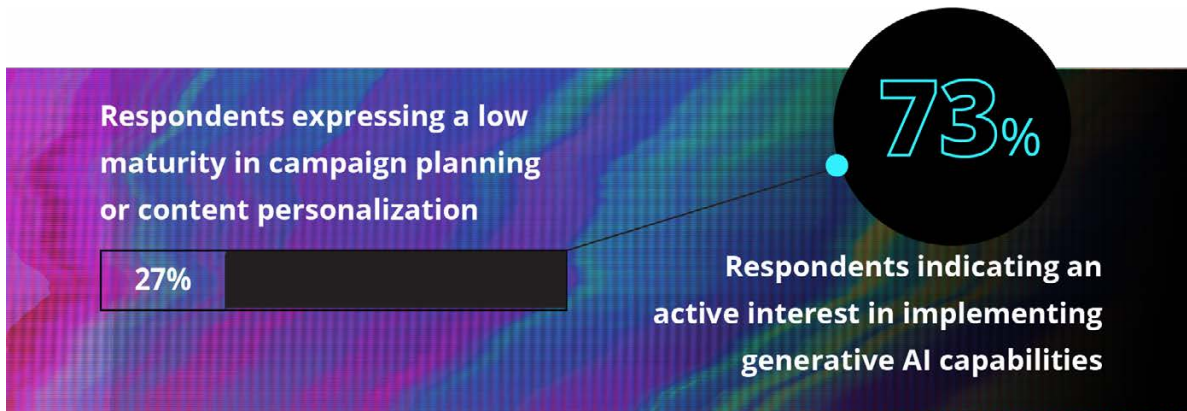 Respondents expressing a low
maturity in campaign planning
or content personalization
27%
73%
Respondents indicating an
active interest in implementing
generative AI capabilities